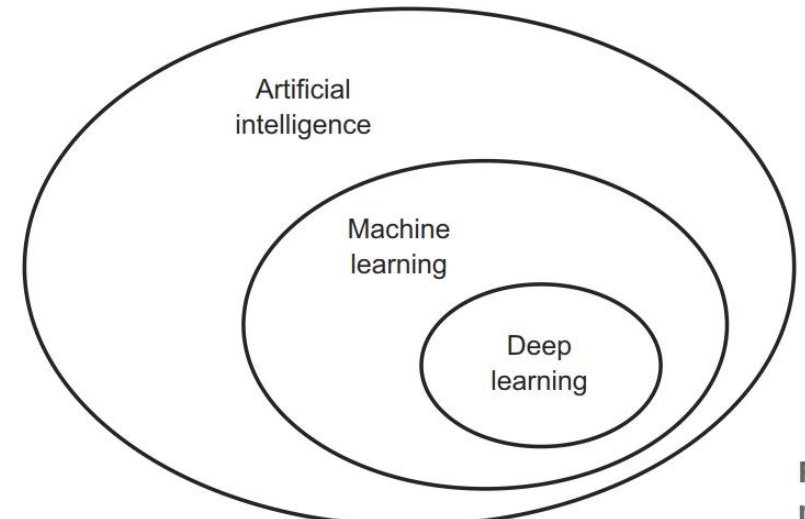 Artificial
intelligence
Machine
learning
Deep
learning